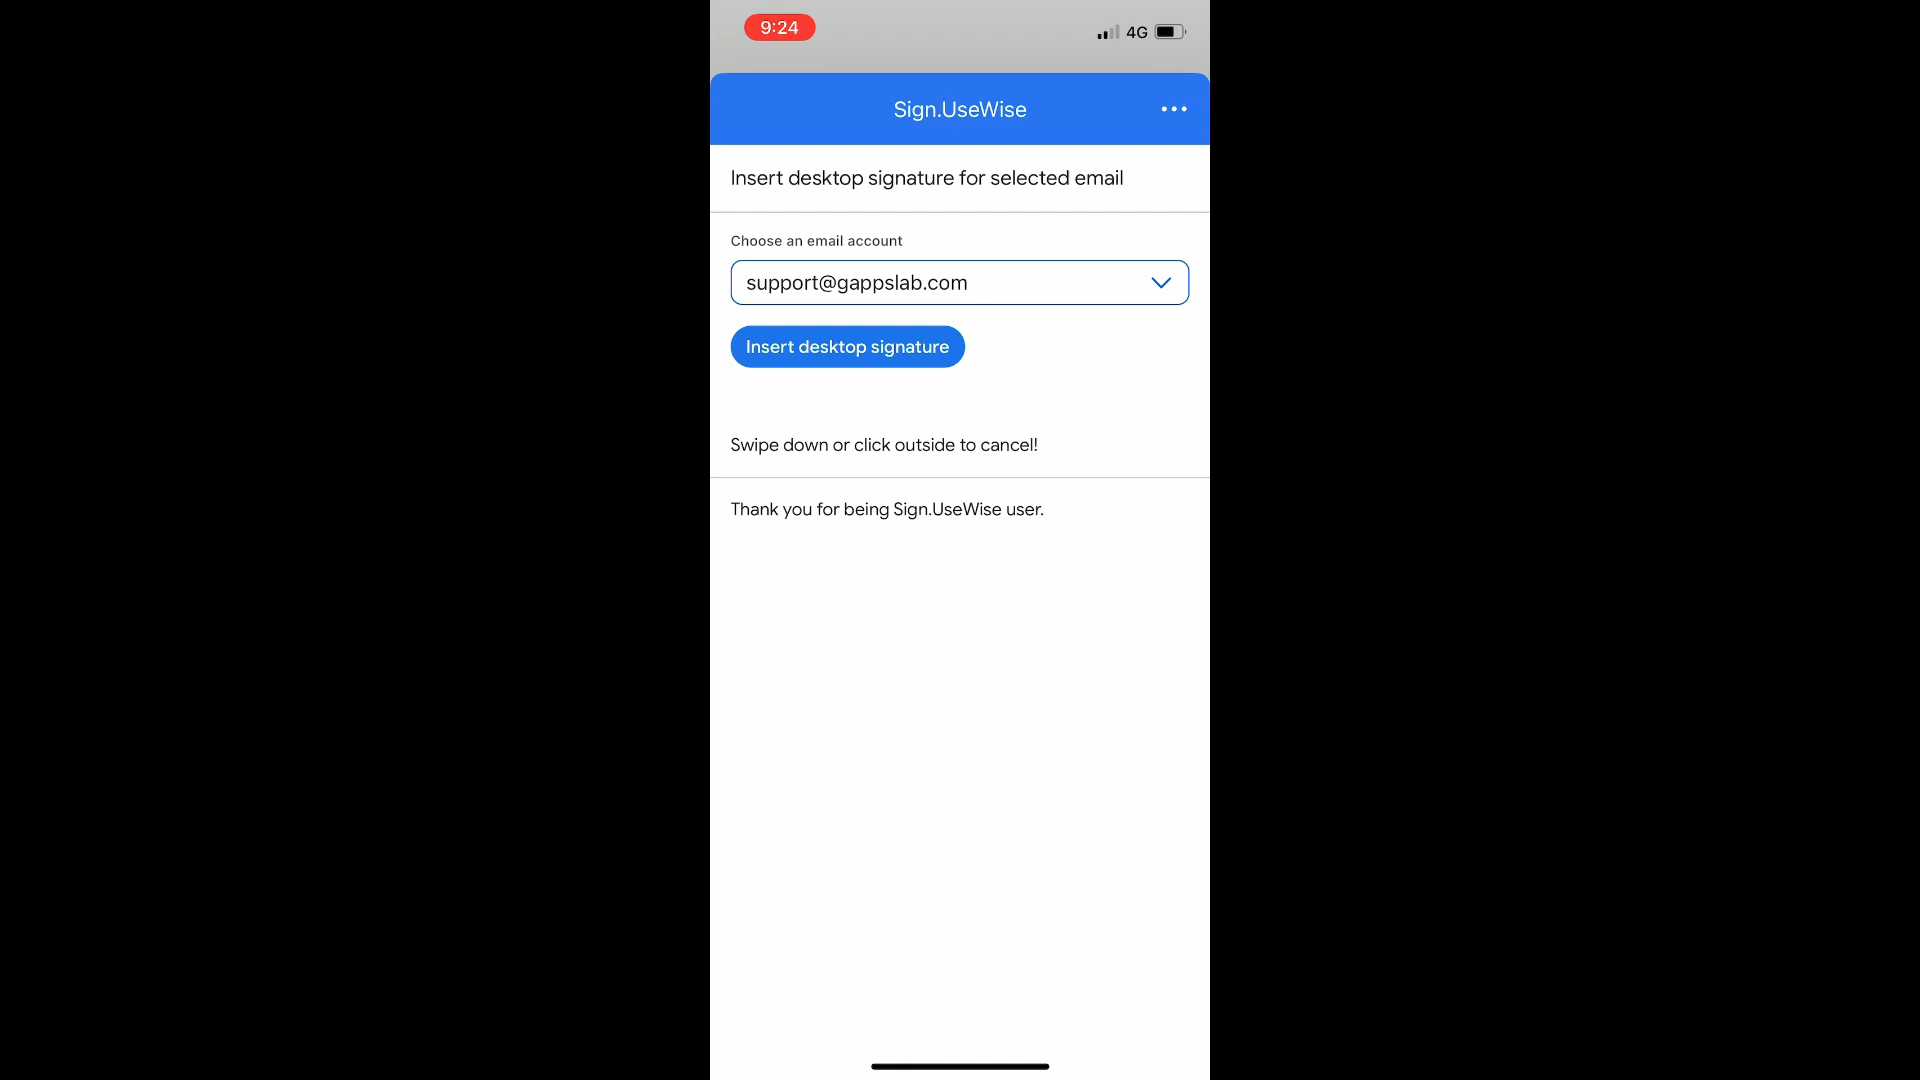 9:24
4G
Sign.UseWise
Insert desktop signature for selected email
Choose an email account
support@gappslab.com
Insert desktop signature
Swipe down or click outside to cancel!
Thank you for being Sign.UseWise user.